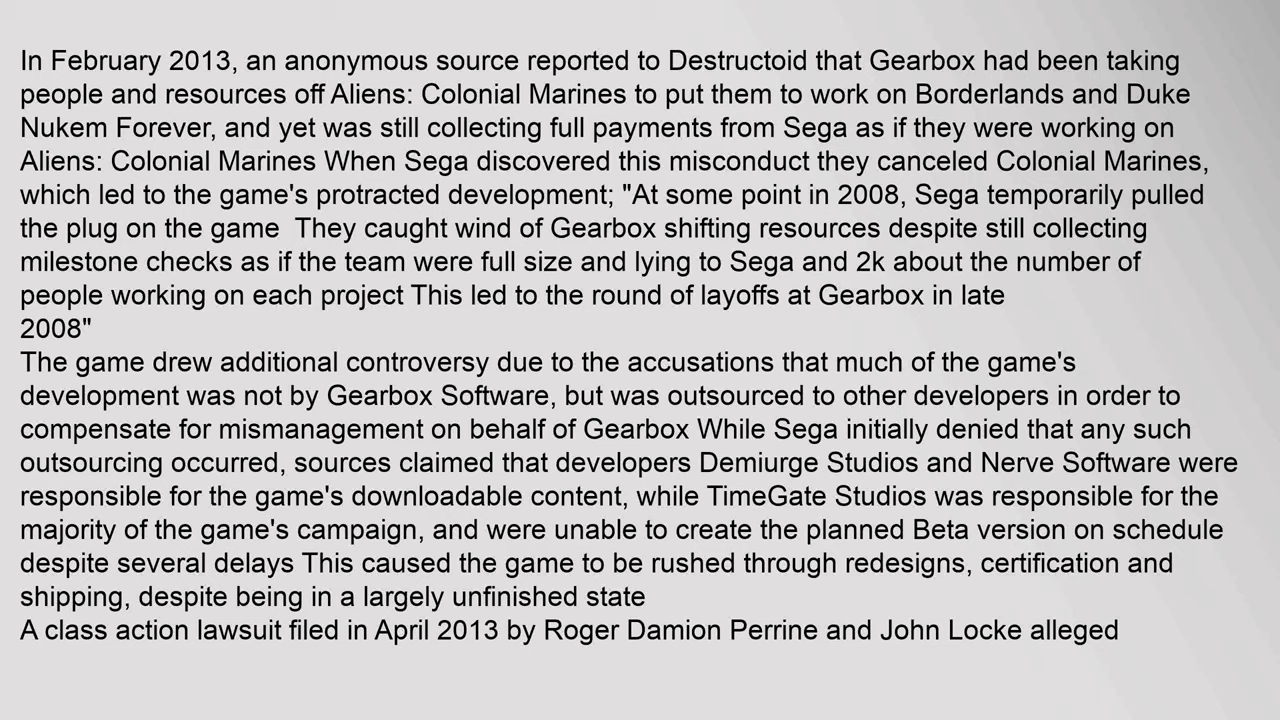 In February 2013, an anonymous source reported to Destructoid that Gearbox had been taking
people and resources off Aliens: Colonial Marines to put them to work on Borderlands and Duke
Nukem Forever, and yet was still collecting full payments from Sega as if they were working on
Aliens: Colonial Marines When Sega discovered this misconduct they canceled Colonial Marines,
which led to the game's protracted development; "At some point in 2008, Sega temporarily pulled
the plug on the game  They caught wind of Gearbox shifting resources despite still collecting
milestone checks as if the team were full size and lying to Sega and 2k about the number of
people working on each project This led to the round of layoffs at Gearbox in late
2008"
The game drew additional controversy due to the accusations that much of the game's
development was not by Gearbox Software, but was outsourced to other developers in order to
compensate for mismanagement on behalf of Gearbox While Sega initially denied that any such
outsourcing occurred, sources claimed that developers Demiurge Studios and Nerve Software were
responsible for the game's downloadable content, while TimeGate Studios was responsible for the
majority of the game's campaign, and were unable to create the planned Beta version on schedule
despite several delays This caused the game to be rushed through redesigns, certification and
shipping, despite being in a largely unfinished state
A class action lawsuit filed in April 2013 by Roger Damion Perrine and John Locke alleged